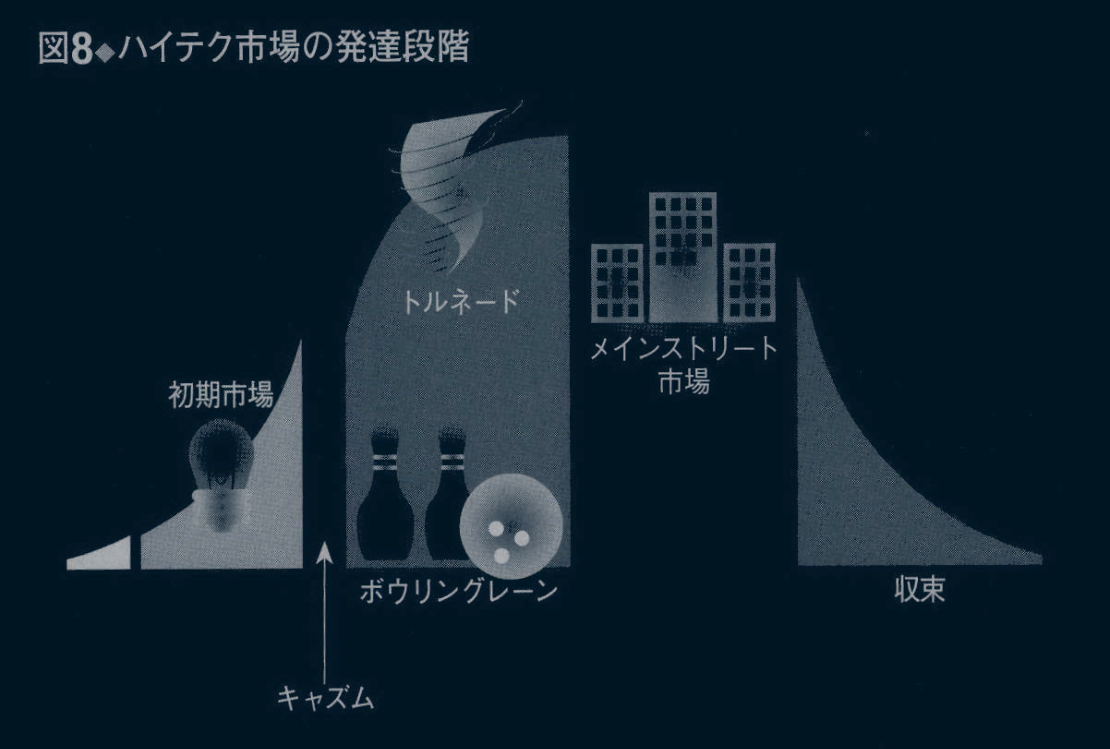 図8◆ハイテク市場の発達段階
トルネード
メインストリート
市場
初期市場
ボウリングレーン
収束
キャズム